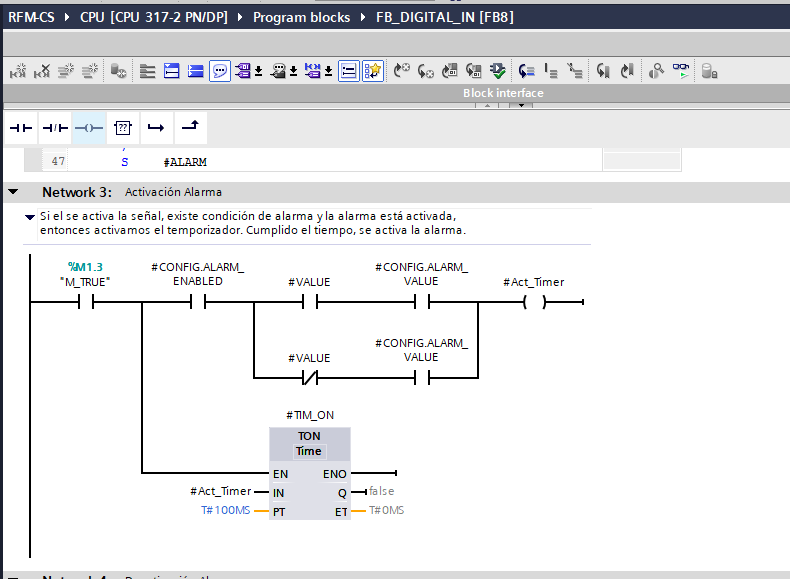 RFM-CS CPU [CPU 317-2 PN/DP] Program blocks FB_DIGITAL_IN [FB8]
Block interface
??
47 S #ALARM
Network 3: Activación Alarma
Si el se activa la señal, existe condición de alarma y la alarma está activada,
entonces activamos el temporizador. Cumplido el tiempo, se activa la alarma.
%M1.3
"M_TRUE"
#CONFIG.ALARM_
ENABLED
#VALUE
#CONFIG.ALARM_
VALUE
#Act_Timer
#VALUE
#CONFIG.ALARM_
VALUE
#TIM_ON
TON
Time
EN ENO
#Act_Timer IN Q false
T#100MS PT ET T#0MS